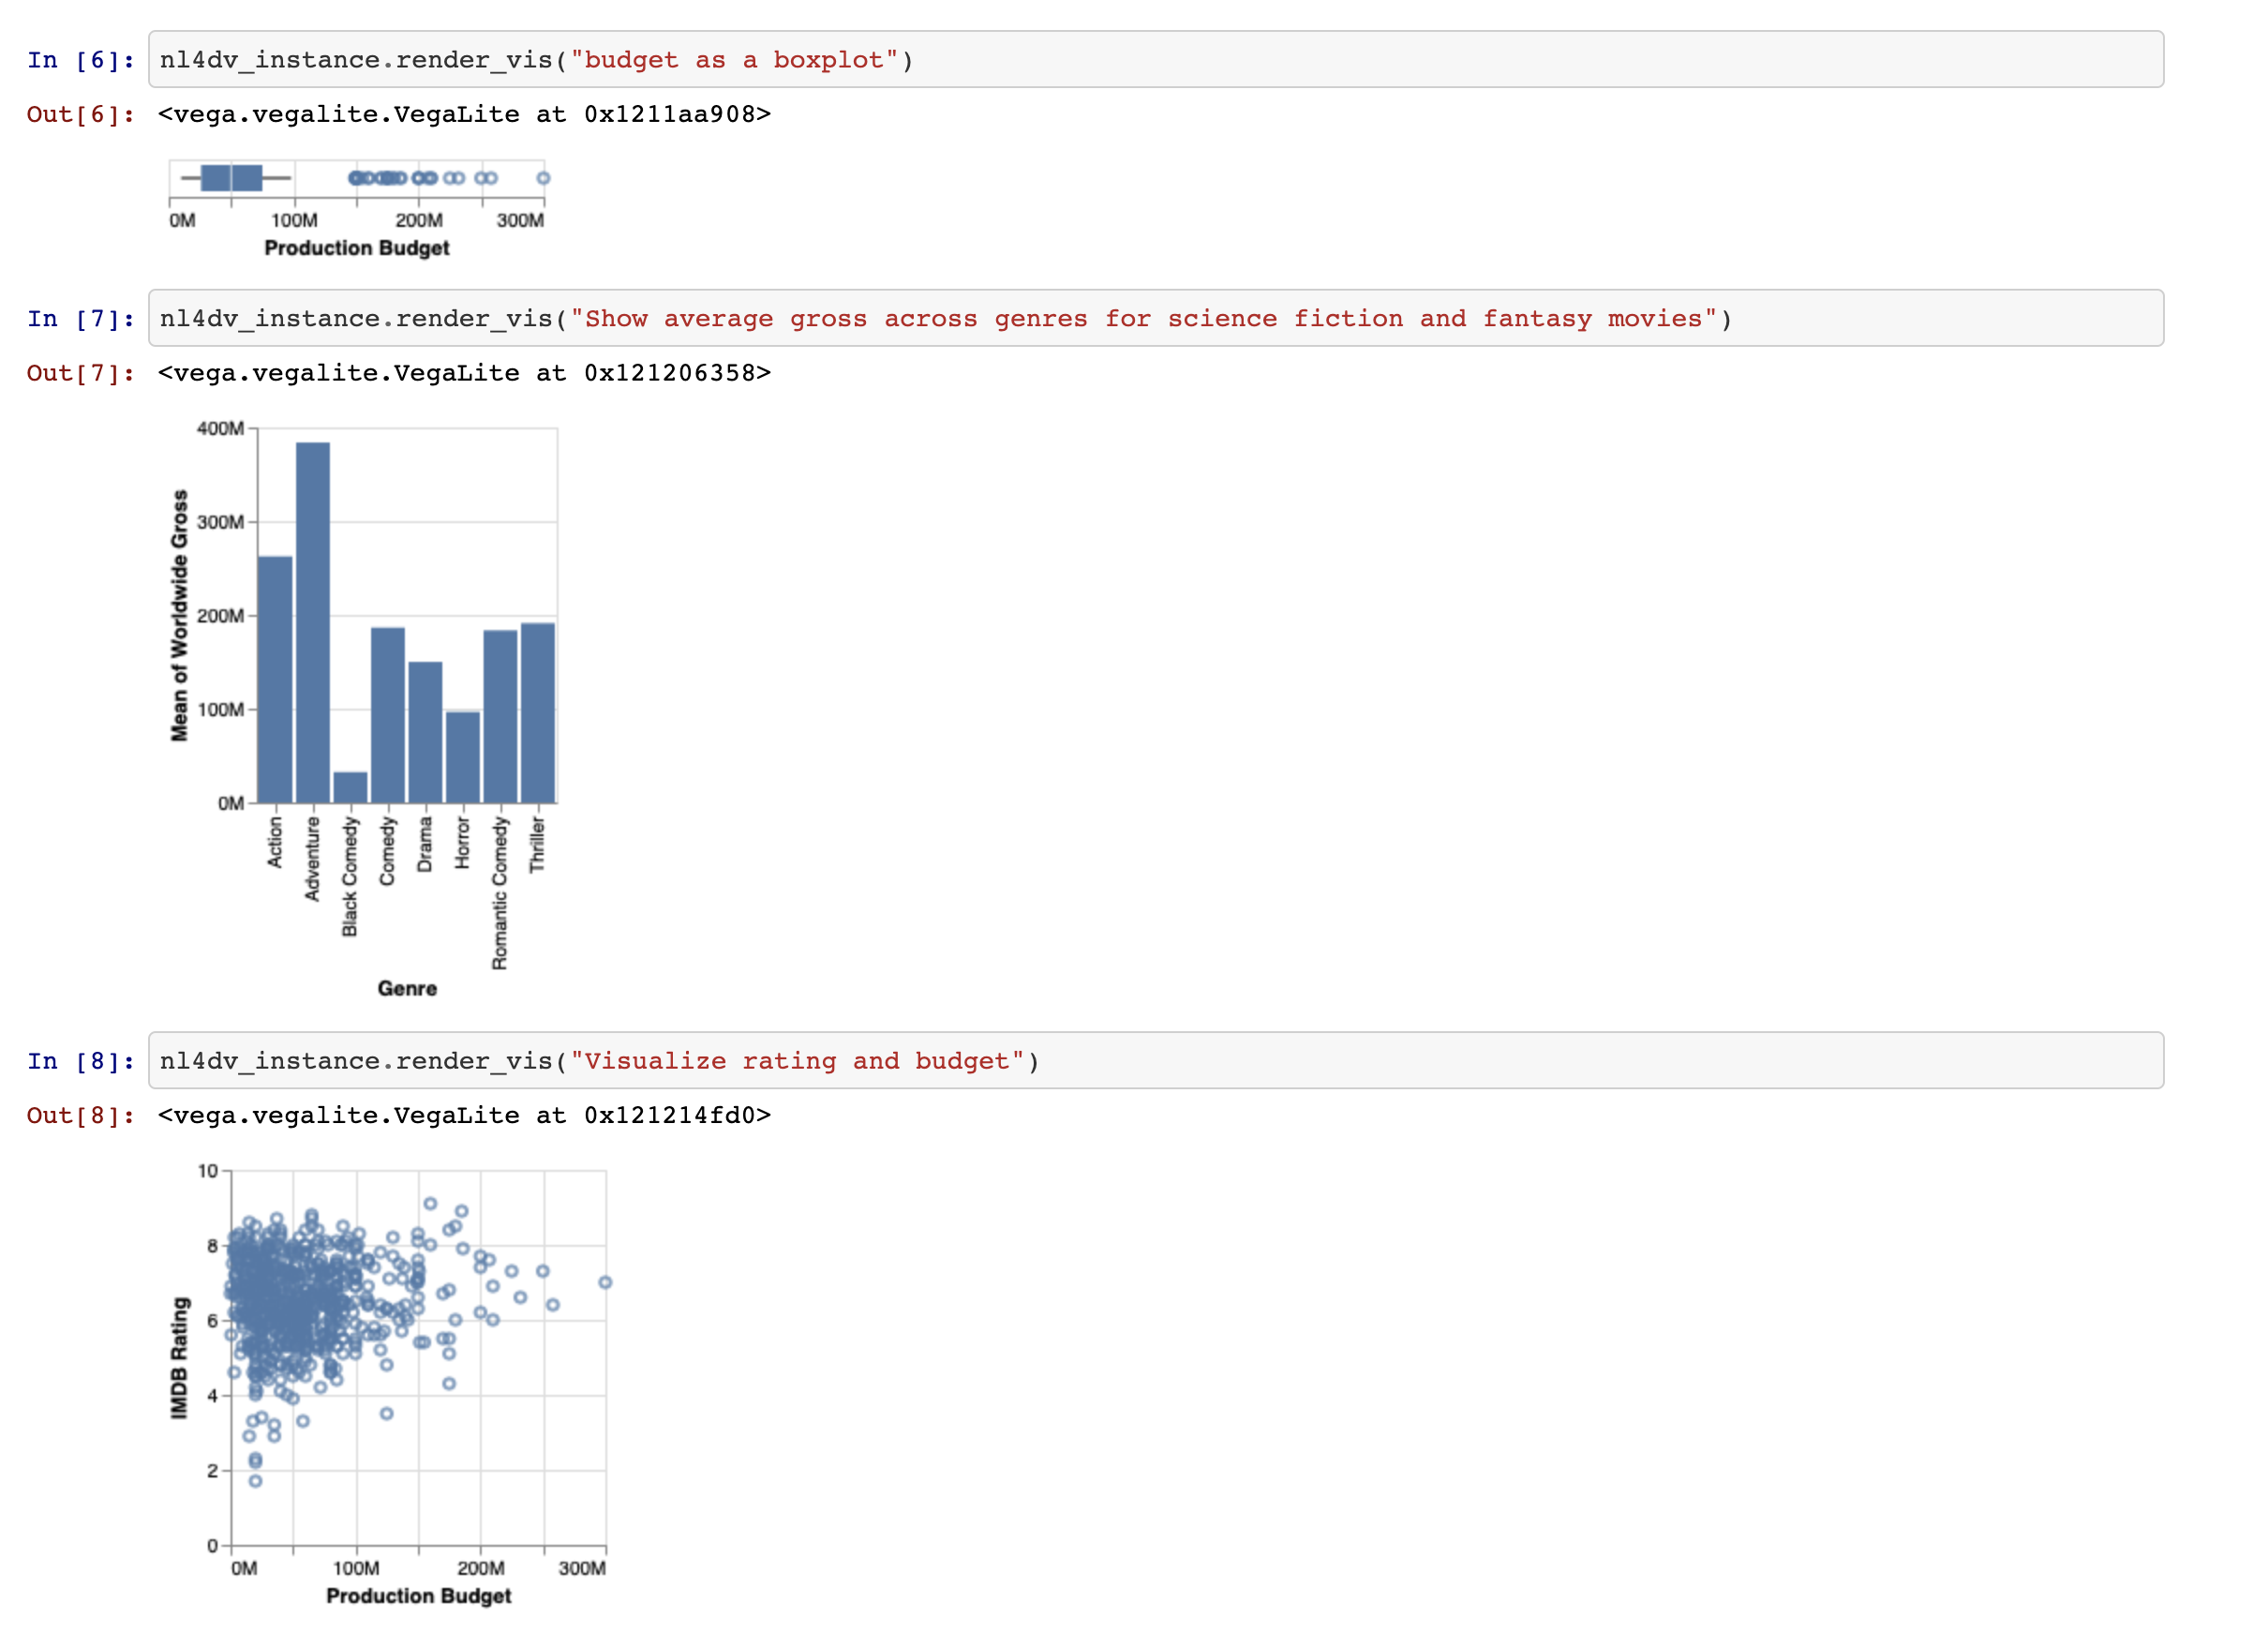 In [6]: nl4dv_instance.render_vis("budget as a boxplot")
Out[6]: <vega.vegalite.VegaLite at 0x1211aa908>
0M 100M 200M 300M
Production Budget
In [7]: nl4dv_instance.render_vis("Show average gross across genres for science fiction and fantasy movies")
Out[7]: <vega.vegalite.VegaLite at 0x121206358>
400M
300M
200M
100M
0M
Mean of Worldwide Gross
Action
Adventure
Black Comedy
Comedy
Drama
Horror
Romantic Comedy
Thriller
Genre
In [8]: nl4dv_instance.render_vis("Visualize rating and budget")
Out[8]: <vega.vegalite.VegaLite at 0x121214fd0>
10
8
6
4
2
0
IMDB Rating
0M 100M 200M 300M
Production Budget